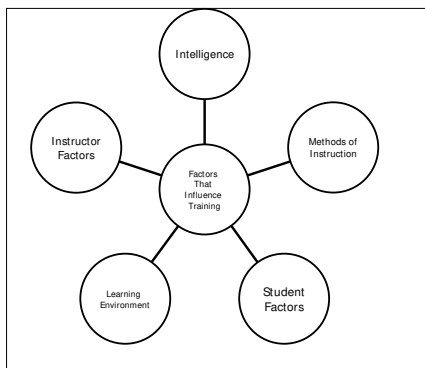 Intelligence
Instructor
Factors
Methods of
Instruction
Factors
That
Influence
Training
Learning
Environment
Student
Factors